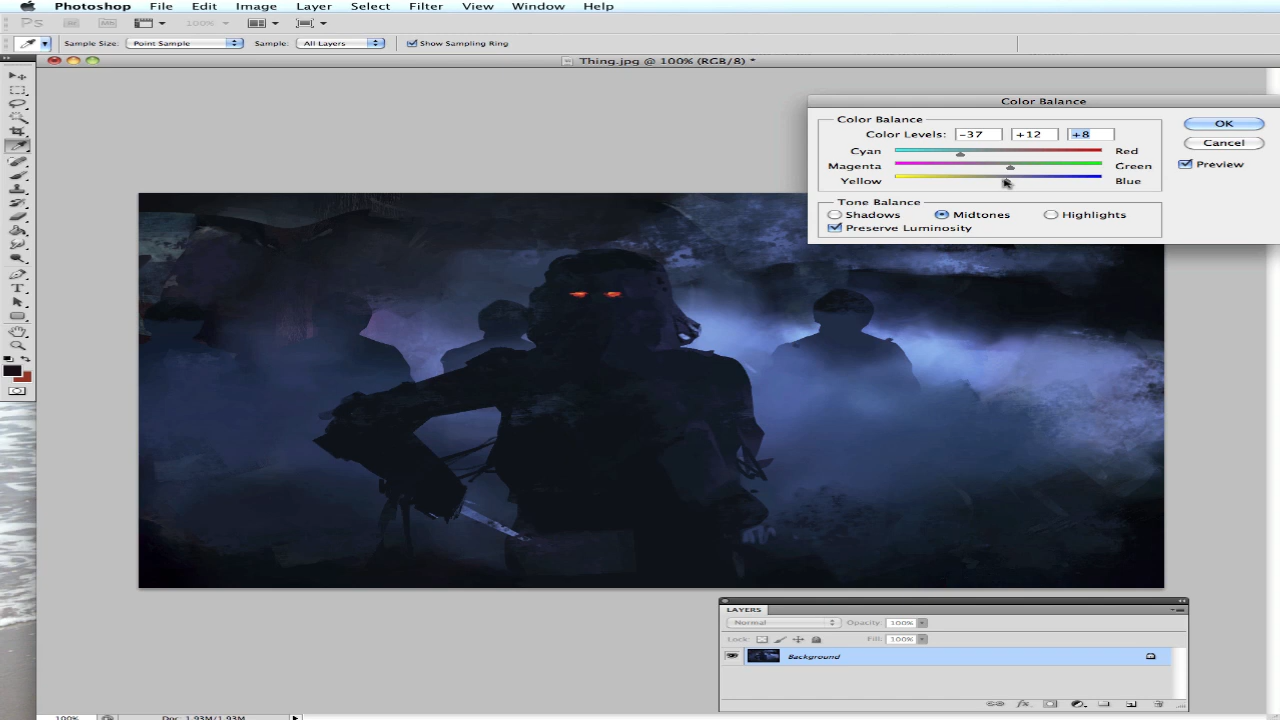 Photoshop File Edit Image Layer Select Filter View Window Help
Ps Br Mb 100%
Sample Size: Point Sample Sample: All Layers Show Sampling Ring
Thing.jpg @ 100% (RGB/8) *
Color Balance
Color Balance
Color Levels: -37 +12 +8
OK
Cyan Red
Cancel
Magenta Green
Preview
Yellow Blue
Tone Balance
Shadows Midtones Highlights
Preserve Luminosity
LAYERS
Normal Opacity: 100%
Lock: Fill: 100%
Background
100% Doc: 1.93M/1.93M